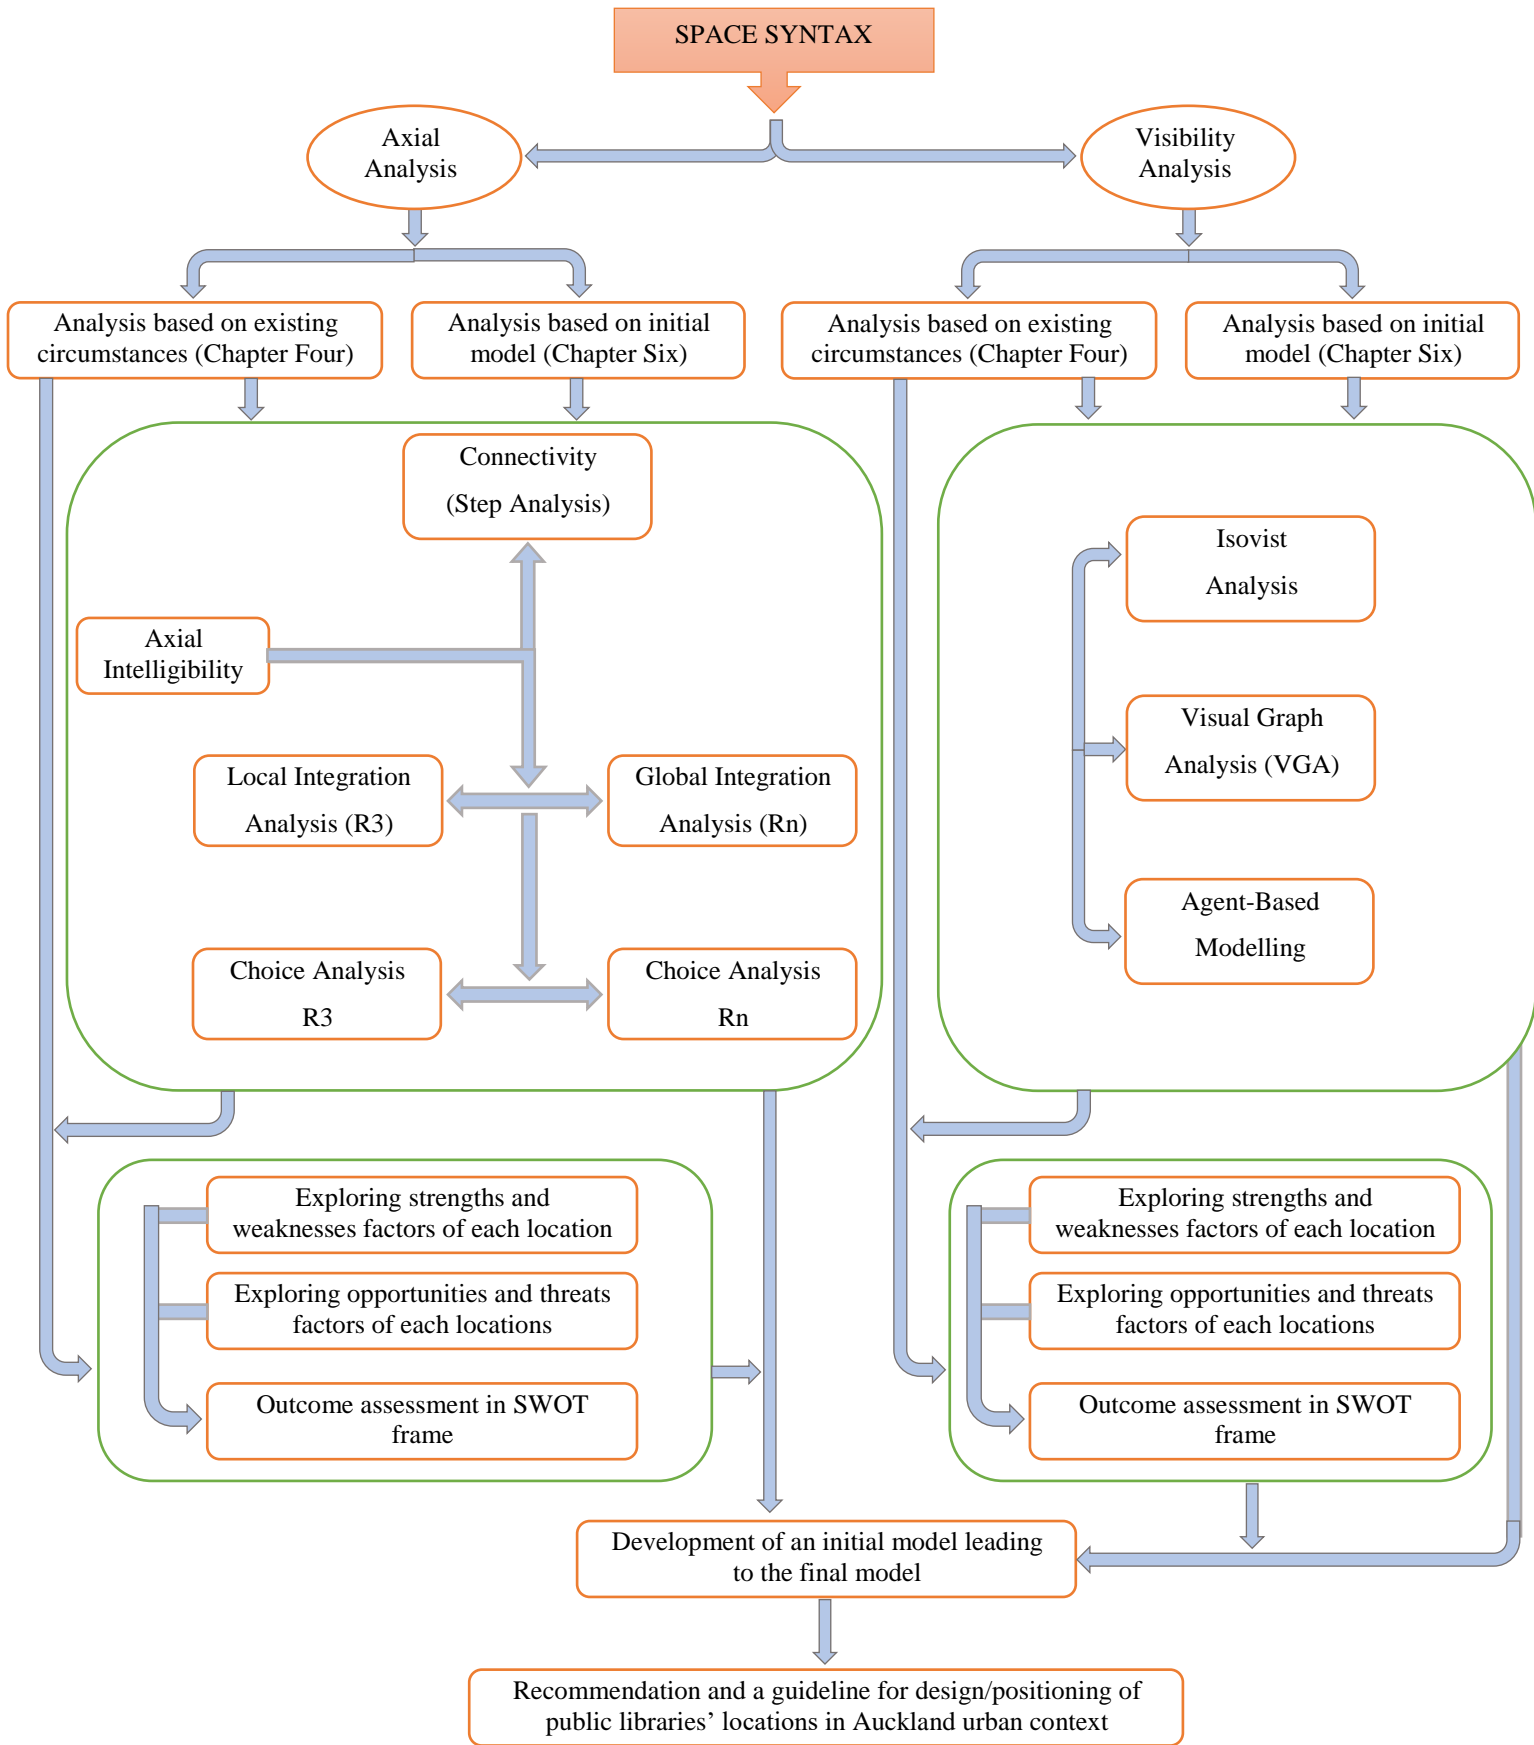 SPACE SYNTAX
Axial
Analysis
Visibility
Analysis
Analysis based on existing
circumstances (Chapter Four)
Analysis based on initial
model (Chapter Six)
Analysis based on existing
circumstances (Chapter Four)
Analysis based on initial
model (Chapter Six)
Connectivity
(Step Analysis)
Axial
Intelligibility
Local Integration
Analysis (R3)
Global Integration
Analysis (Rn)
Choice Analysis
R3
Choice Analysis
Rn
Isovist
Analysis
Visual Graph
Analysis (VGA)
Agent-Based
Modelling
Exploring strengths and
weaknesses factors of each location
Exploring opportunities and threats
factors of each locations
Outcome assessment in SWOT
frame
Exploring strengths and
weaknesses factors of each location
Exploring opportunities and threats
factors of each locations
Outcome assessment in SWOT
frame
Development of an initial model leading
to the final model
Recommendation and a guideline for design/positioning of
public libraries’ locations in Auckland urban context